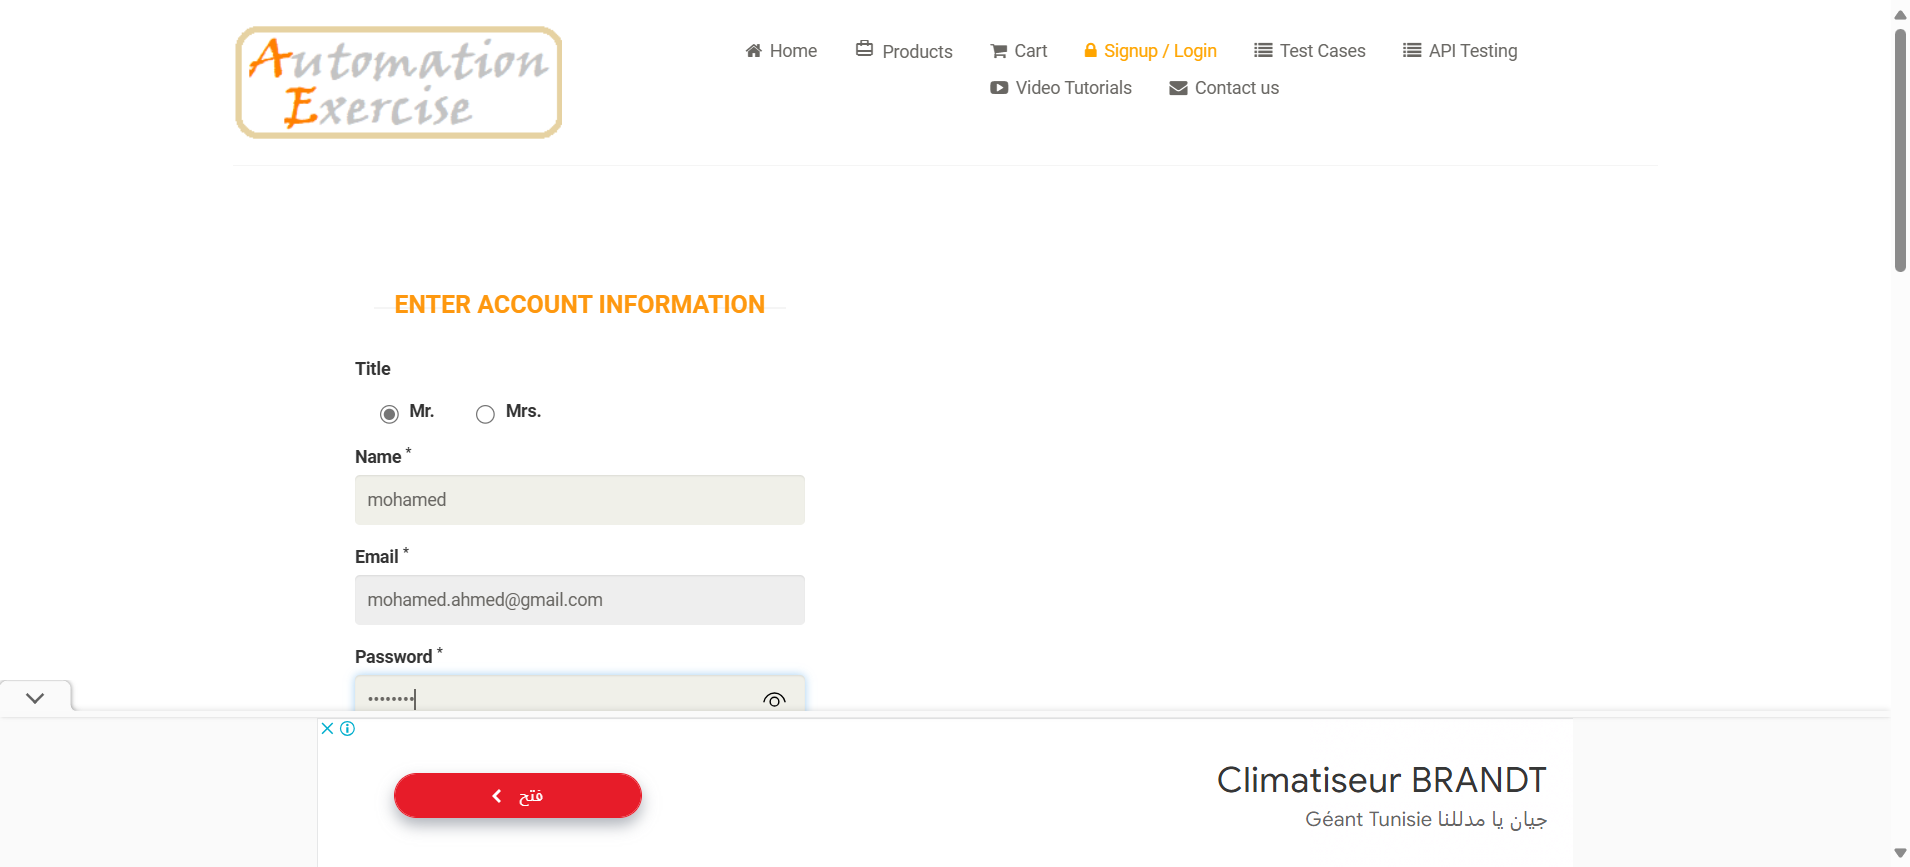 Automation
Exercise
Home
Products
Cart
Signup / Login
Test Cases
API Testing
Video Tutorials
Contact us
ENTER ACCOUNT INFORMATION
Title
Mr.
Mrs.
Name *
mohamed
Email *
mohamed.ahmed@gmail.com
Password *
••••••••
فتح
Climatiseur BRANDT
جيان يا مدللنا Géant Tunisie